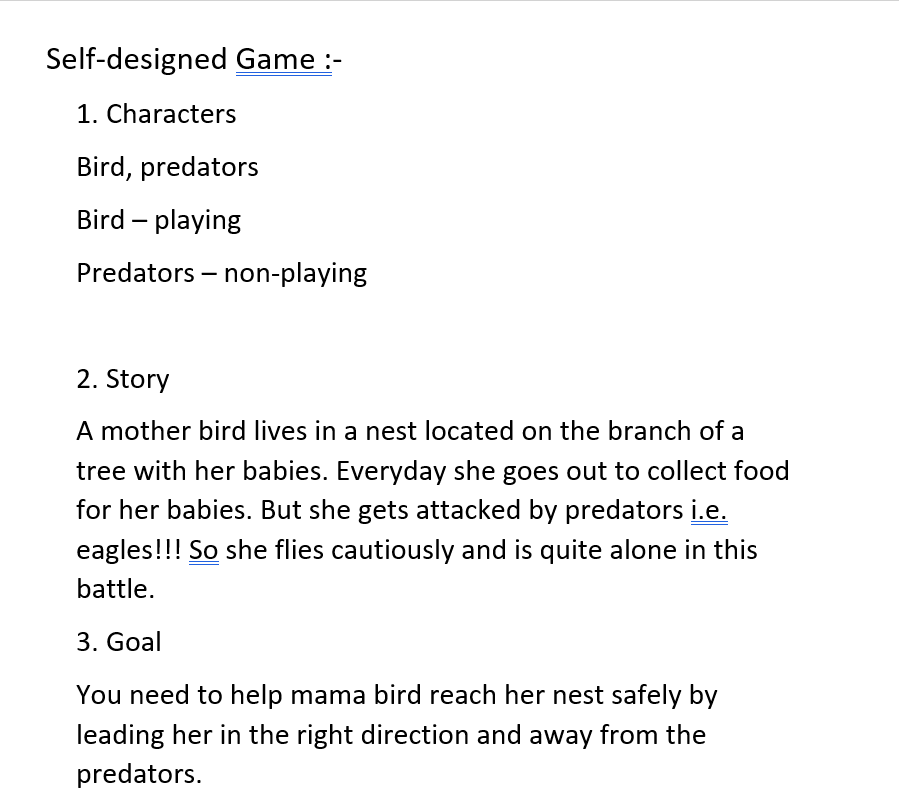 Self-designed Game :-
1. Characters
Bird, predators
Bird – playing
Predators – non-playing
2. Story
A mother bird lives in a nest located on the branch of a
tree with her babies. Everyday she goes out to collect food
for her babies. But she gets attacked by predators i.e.
eagles!!! So she flies cautiously and is quite alone in this
battle.
3. Goal
You need to help mama bird reach her nest safely by
leading her in the right direction and away from the
predators.